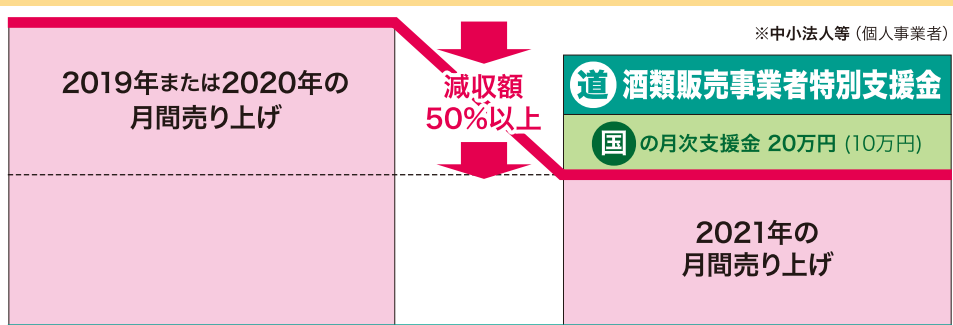 ※中小法人等（個人事業者）
2019年または2020年の
月間売り上げ
減収額
50%以上
道 酒類販売事業者特別支援金
国 の月次支援金 20万円 (10万円)
2021年の
月間売り上げ